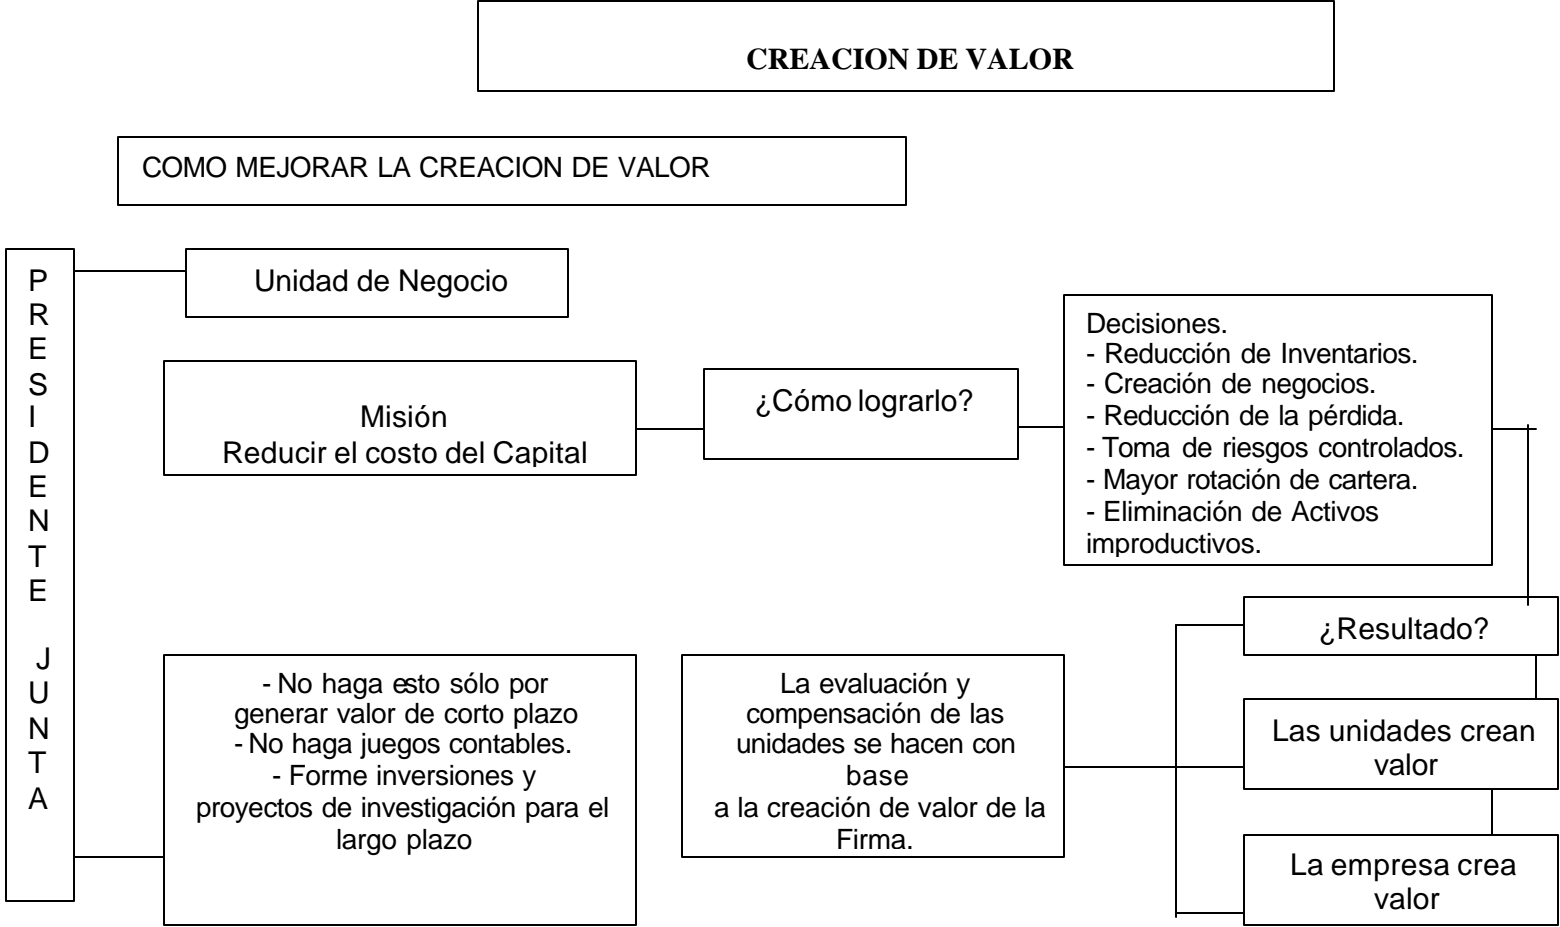 CREACION DE VALOR
COMO MEJORAR LA CREACION DE VALOR
P
R
E
S
I
D
E
N
T
E
J
U
N
T
A
Unidad de Negocio
Misión
Reducir el costo del Capital
¿Cómo lograrlo?
Decisiones.
- Reducción de Inventarios.
- Creación de negocios.
- Reducción de la pérdida.
- Toma de riesgos controlados.
- Mayor rotación de cartera.
- Eliminación de Activos
improductivos.
- No haga esto sólo por
generar valor de corto plazo
- No haga juegos contables.
- Forme inversiones y
proyectos de investigación para el
largo plazo
La evaluación y
compensación de las
unidades se hacen con
base
a la creación de valor de la
Firma.
¿Resultado?
Las unidades crean
valor
La empresa crea
valor